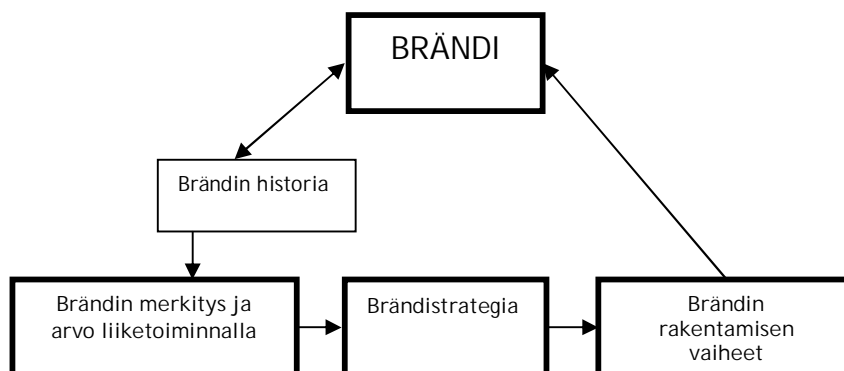 BRÄNDI
Brändin historia
Brändin merkitys ja
arvo liiketoiminnalla
Brändistrategia
Brändin
rakentamisen
vaiheet